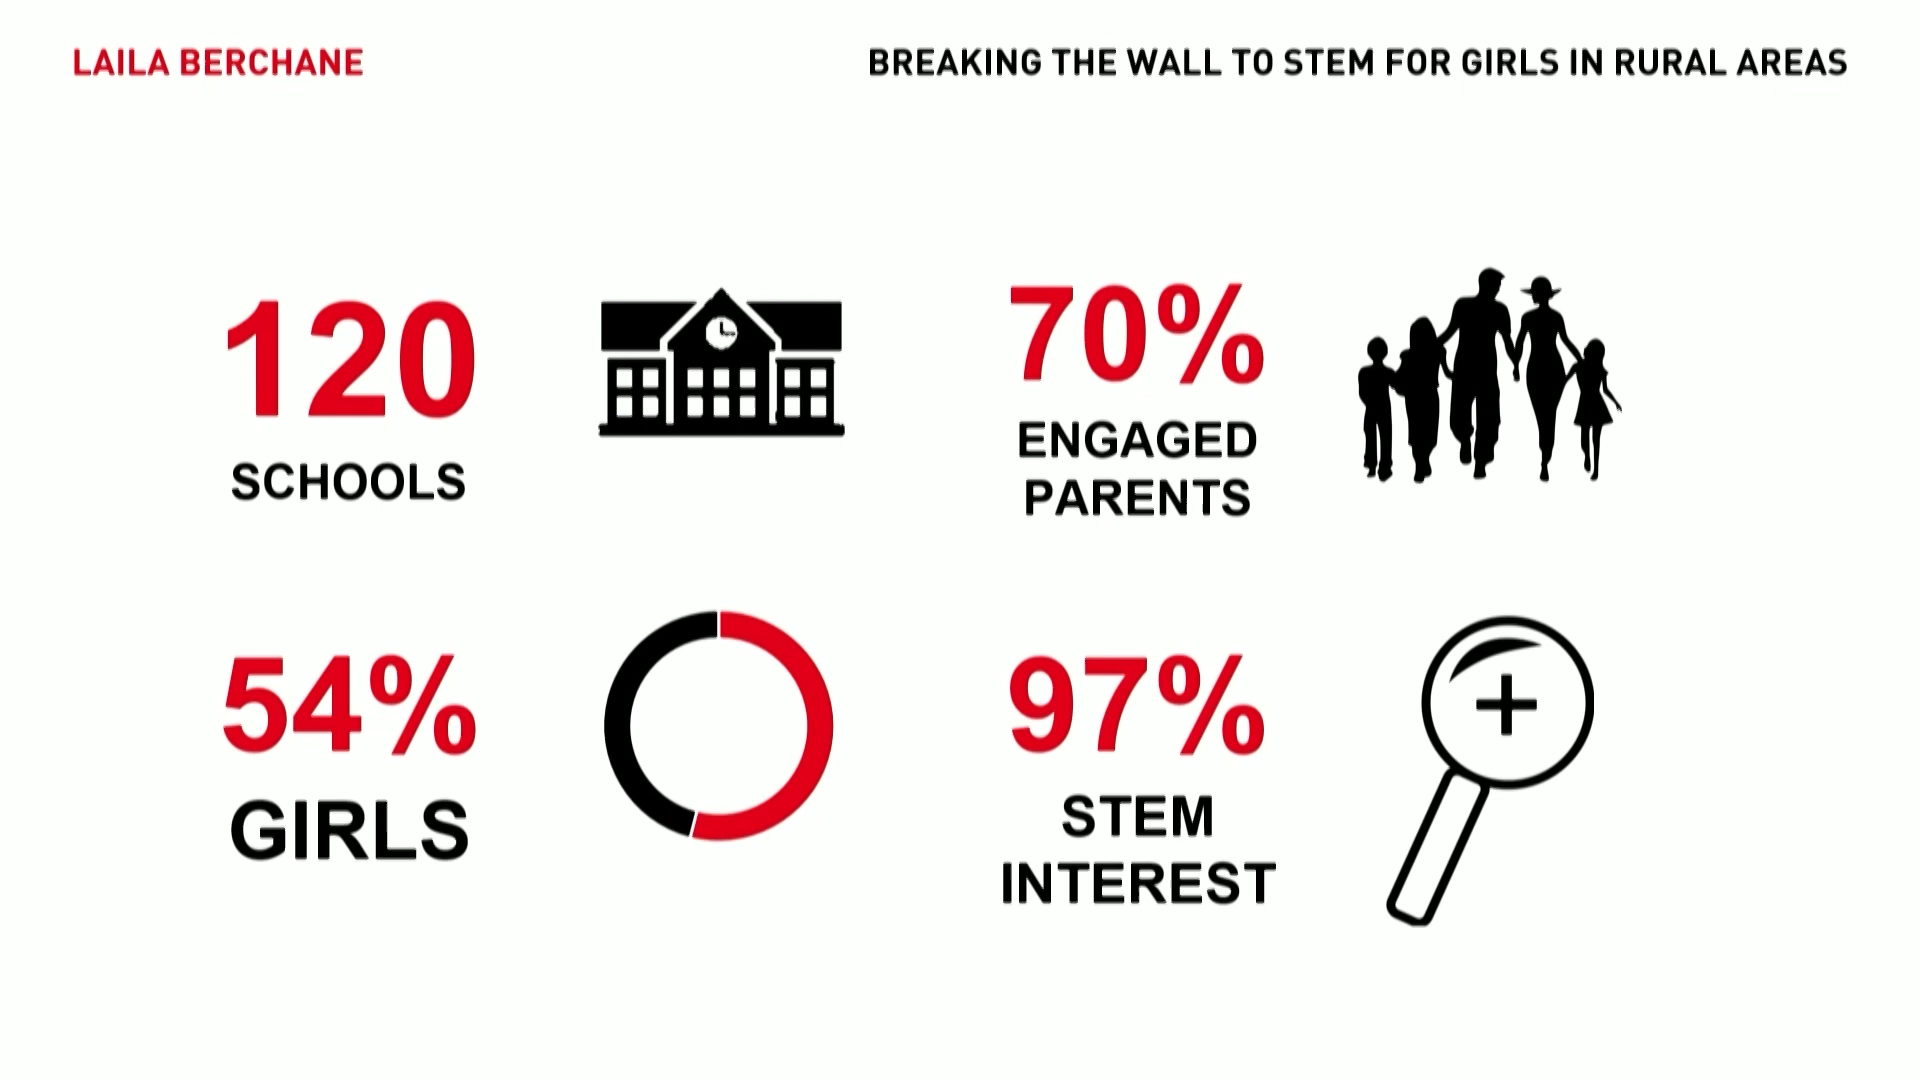 LAILA BERCHANE
BREAKING THE WALL TO STEM FOR GIRLS IN RURAL AREAS
120
SCHOOLS
70%
ENGAGED
PARENTS
54%
GIRLS
97%
STEM
INTEREST